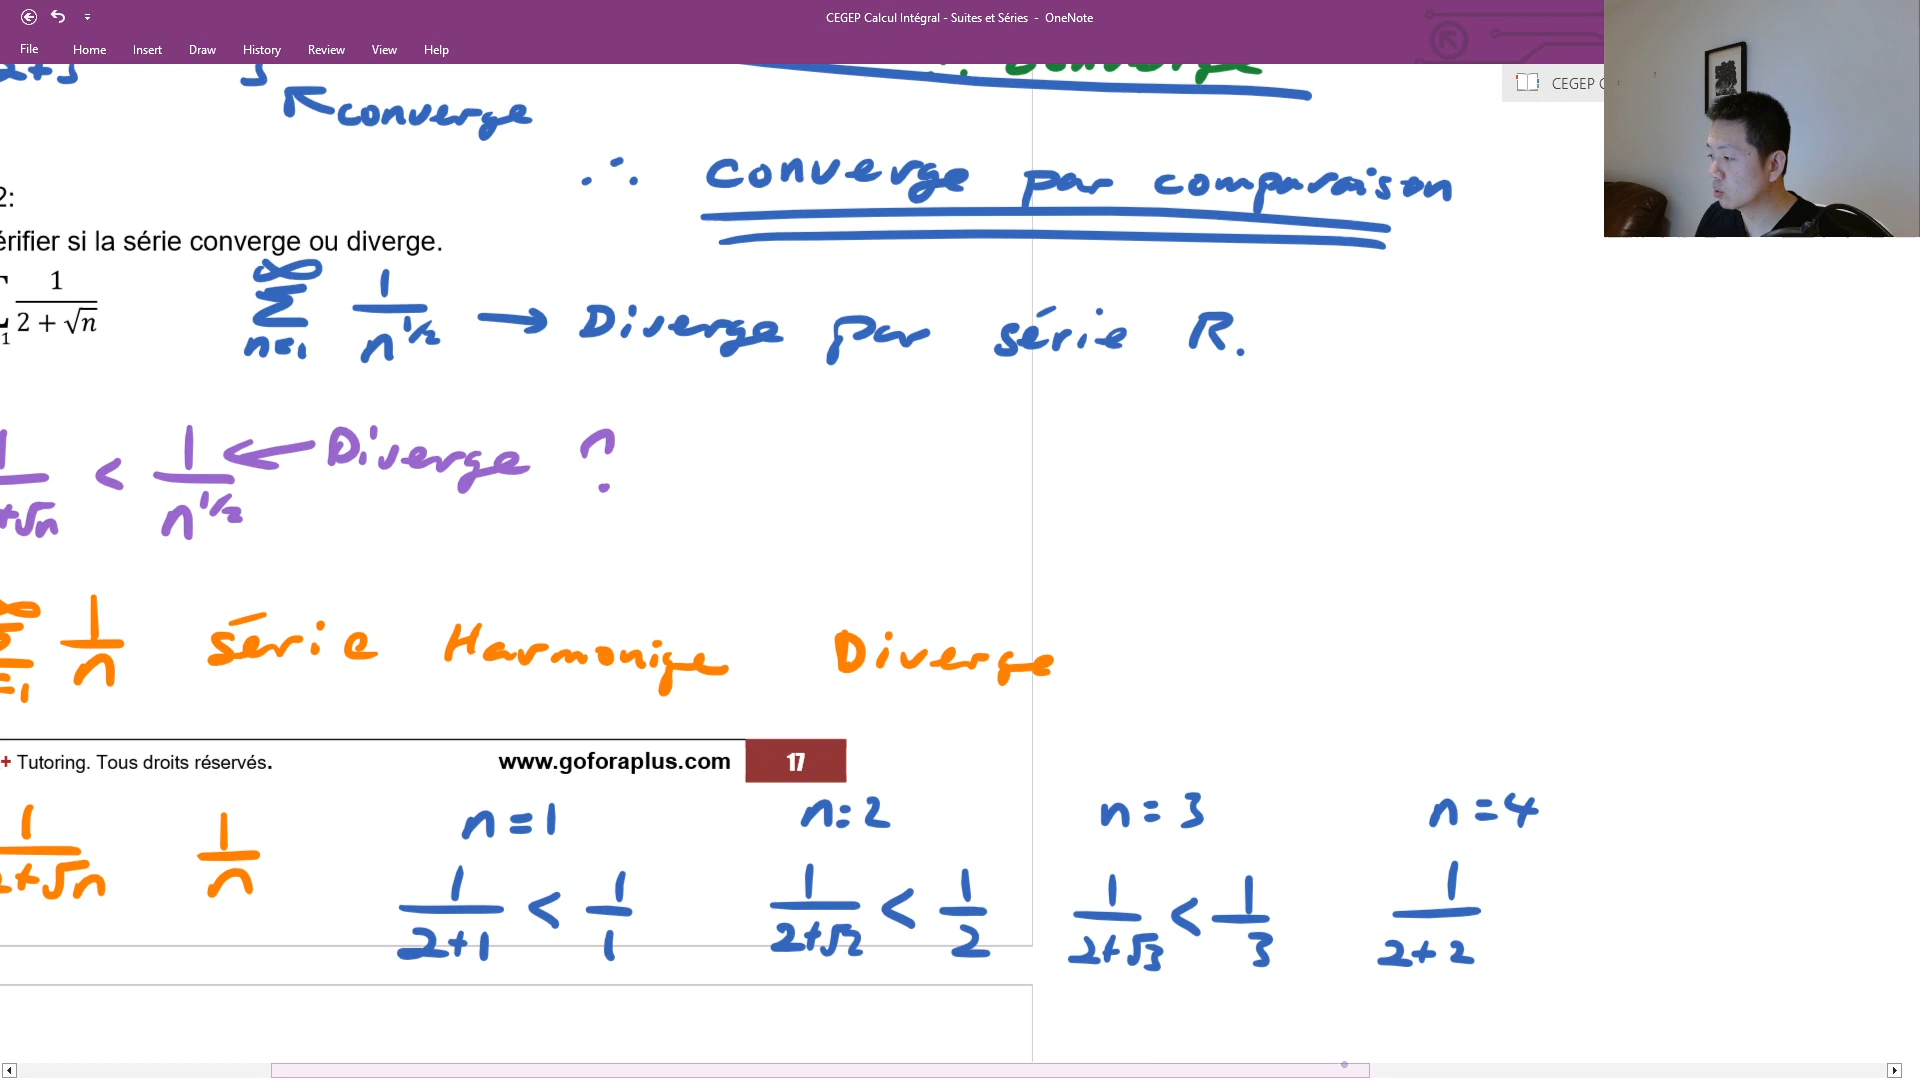 CEGEP Calcul Intégral - Suites et Séries - OneNote
File Home Insert Draw History Review View Help
CEGEP
converge
∴ converge par comparaison
2:
érifier si la série converge ou diverge.
1/(2 + √n) ∞ Σ n=1 1/n^1/2 → Diverge par série R.
1/(+√n) < 1/n^1/2 ← Diverge ?
∞ Σ =1 1/n série Harmonique Diverge
+ Tutoring. Tous droits réservés. www.goforaplus.com 17
n=1 n=2 n=3 n=4
1/(2+√n) 1/n 1/(2+1) < 1/1 1/(2+√2) < 1/2 1/(2+√3) < 1/3 1/(2+2)